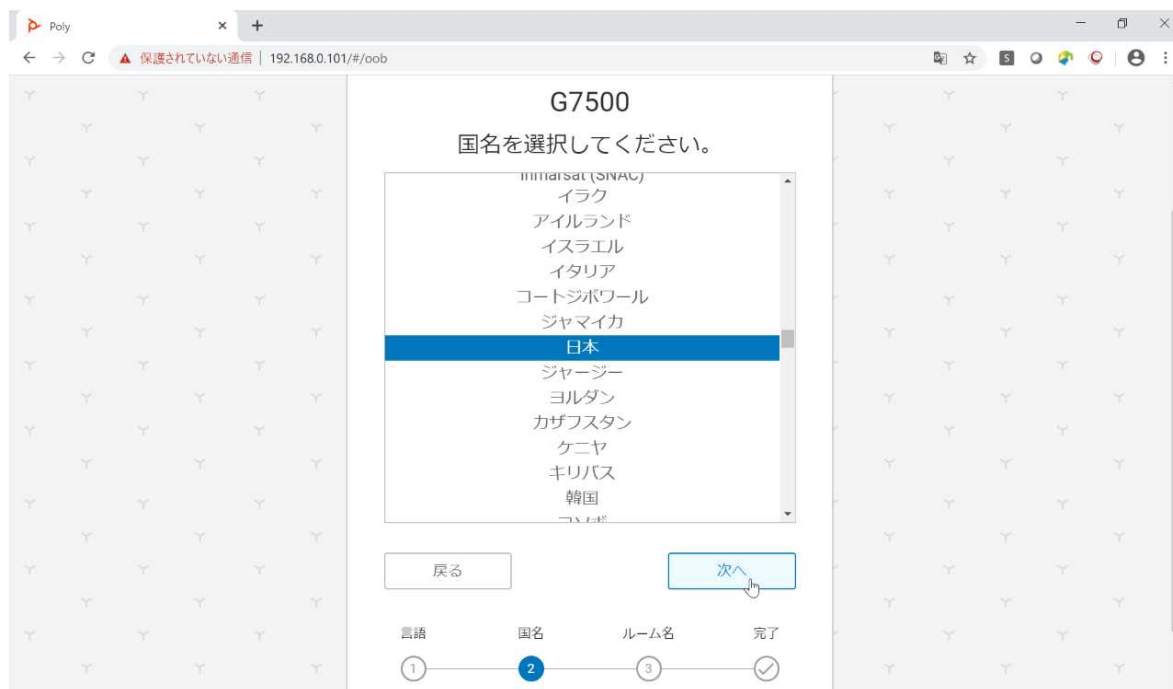 Poly
保護されていない通信 | 192.168.0.101/#/oob
G7500
国名を選択してください。
Inmarsat (SNAC)
イラク
アイルランド
イスラエル
イタリア
コートジボワール
ジャマイカ
日本
ジャージー
ヨルダン
カザフスタン
ケニヤ
キリバス
韓国
コソボ
戻る 次へ
言語 国名 ルーム名 完了
1 2 3